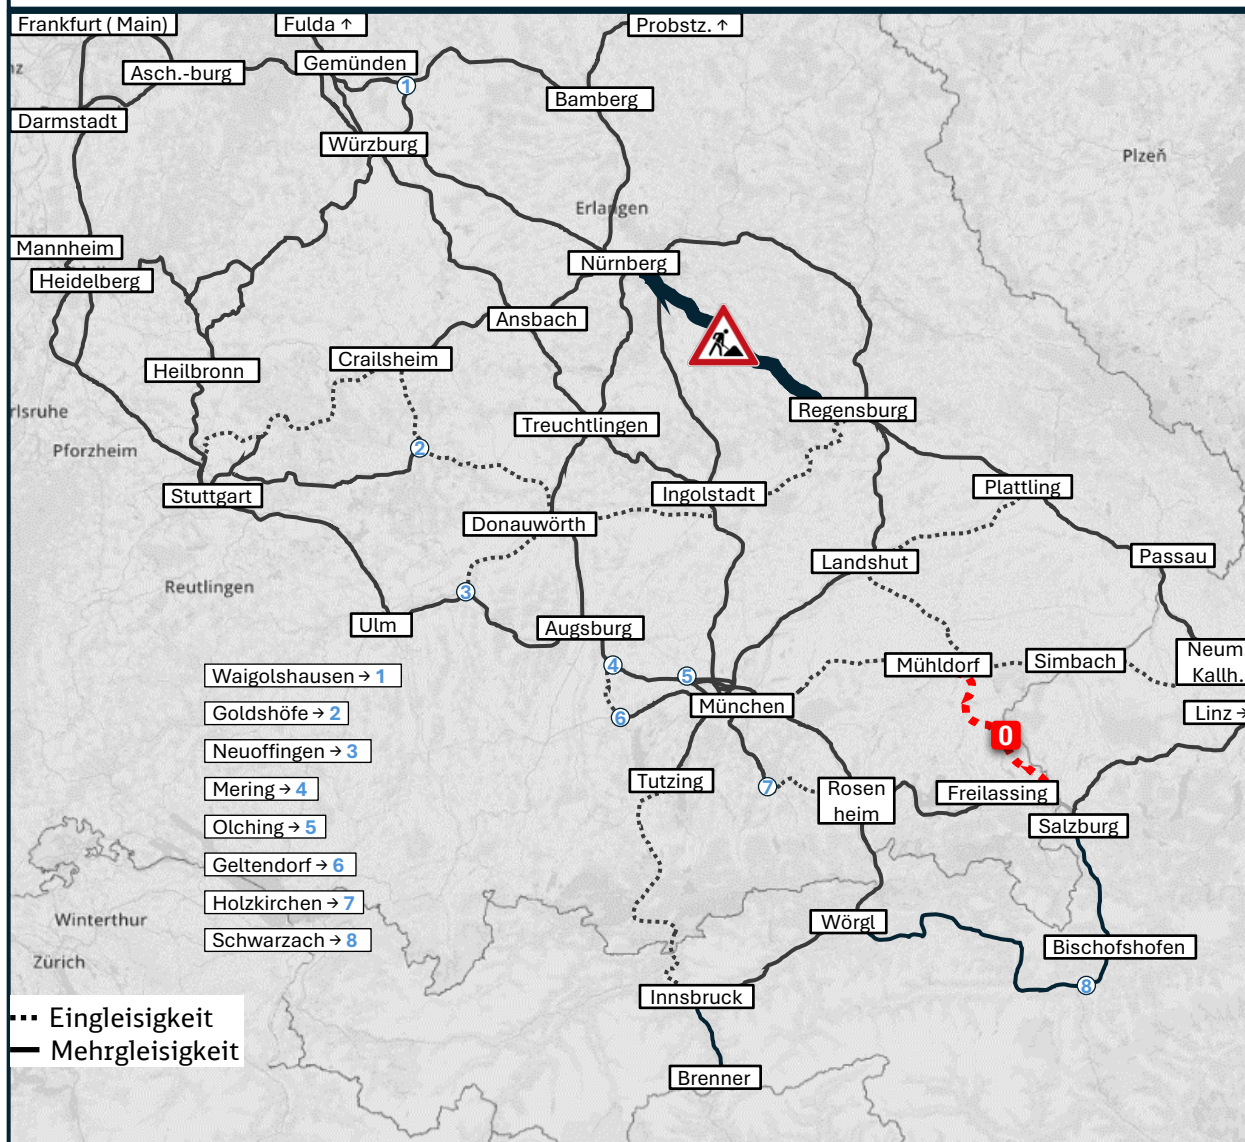 Frankfurt ( Main)
Fulda ↑
Probstz. ↑
Gemünden
Asch.-burg
1
Bamberg
Darmstadt
Würzburg
Plzeň
Erlangen
Mannheim
Nürnberg
Heidelberg
Ansbach
Crailsheim
Heilbronn
Regensburg
Treuchtlingen
Pforzheim
2
Plattling
Stuttgart
Ingolstadt
Donauwörth
Passau
Landshut
Reutlingen
3
Ulm
Augsburg
Neum.
Kallh.
Mühldorf
Simbach
4
5
Waigolshausen → 1
München
Linz →
6
Goldshöfe → 2
0
Neuoffingen → 3
Tutzing
7
Rosen
heim
Freilassing
Mering → 4
Olching → 5
Salzburg
Geltendorf → 6
Holzkirchen → 7
Winterthur
Wörgl
Schwarzach → 8
Bischofshofen
Zürich
8
Innsbruck
Eingleisigkeit
Mehrgleisigkeit
Brenner